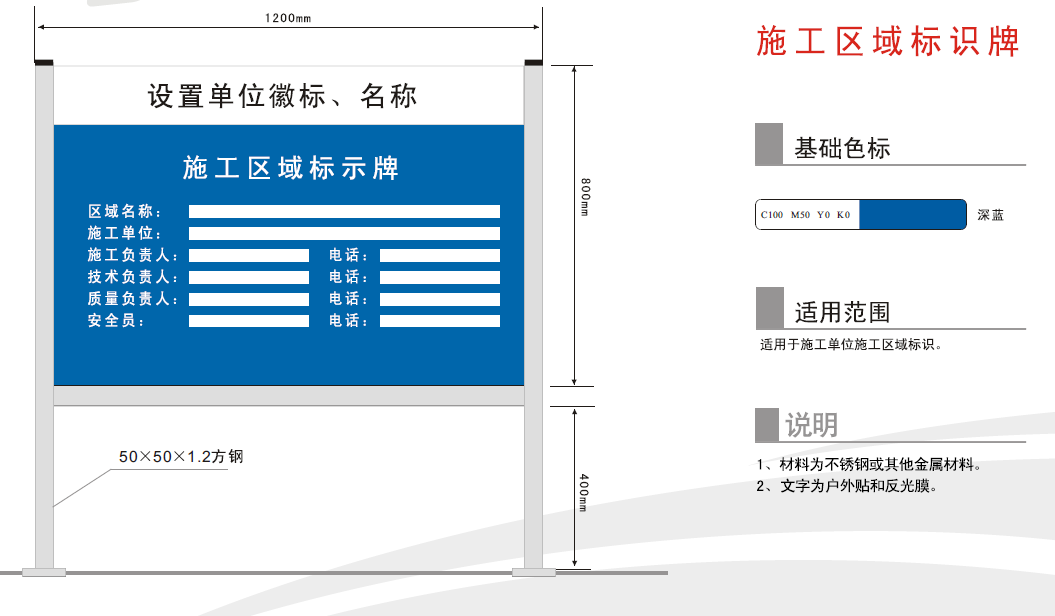 1200mm
施工区域标识牌
设置单位徽标、名称
基础色标
施工区域标示牌
800mm
C100 M50 Y0 K0
深蓝
区域名称：
施工单位：
施工负责人： 电话：
技术负责人： 电话：
质量负责人： 电话：
安全员： 电话：
适用范围
适用于施工单位施工区域标识。
说明
50×50×1.2方钢
400mm
1、材料为不锈钢或其他金属材料。
2、文字为户外贴和反光膜。